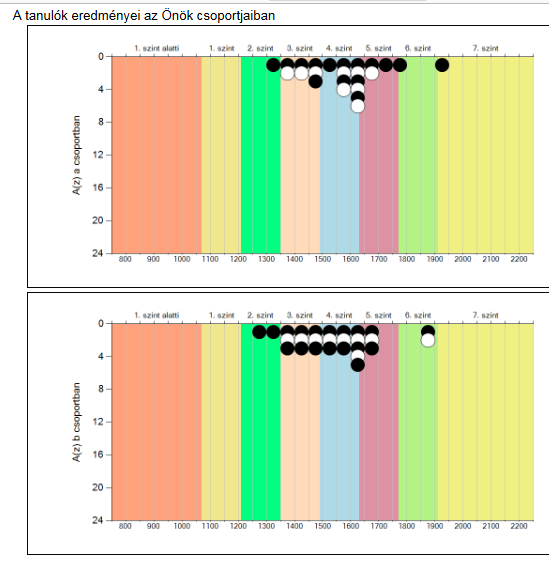 A tanulók eredményei az Önök csoportjaiban
1. szint alatti 1. szint 2. szint 3. szint 4. szint 5. szint 6. szint 7. szint
0
4
8
12
16
20
24
A(z) a csoportban
800 900 1000 1100 1200 1300 1400 1500 1600 1700 1800 1900 2000 2100 2200
1. szint alatti 1. szint 2. szint 3. szint 4. szint 5. szint 6. szint 7. szint
0
4
8
12
16
20
24
A(z) b csoportban
800 900 1000 1100 1200 1300 1400 1500 1600 1700 1800 1900 2000 2100 2200